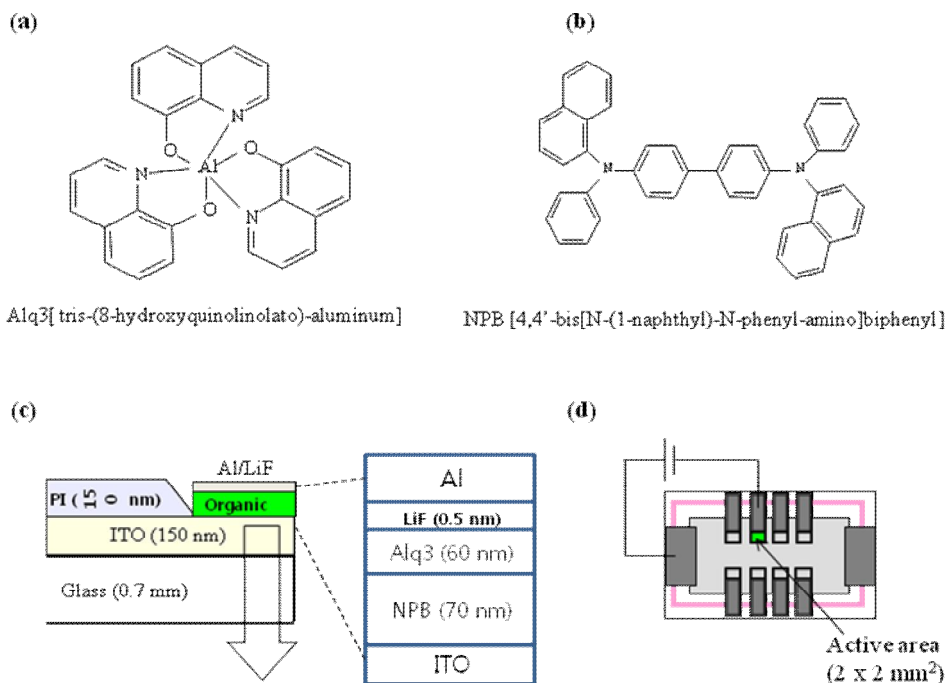 (a)
(b)
N
O
Al
O
N
O
N
N
N
Alq3[ tris-(8-hydroxyquinolinolato)-aluminum]
NPB [4,4'-bis[N-(1-naphthyl)-N-phenyl-amino]biphenyl]
(c)
(d)
Al/LiF
PI (150 nm)
Organic
ITO (150 nm)
Glass (0.7 mm)
Al
LiF (0.5 nm)
Alq3 (60 nm)
NPB (70 nm)
ITO
Active area
(2 x 2 mm²)